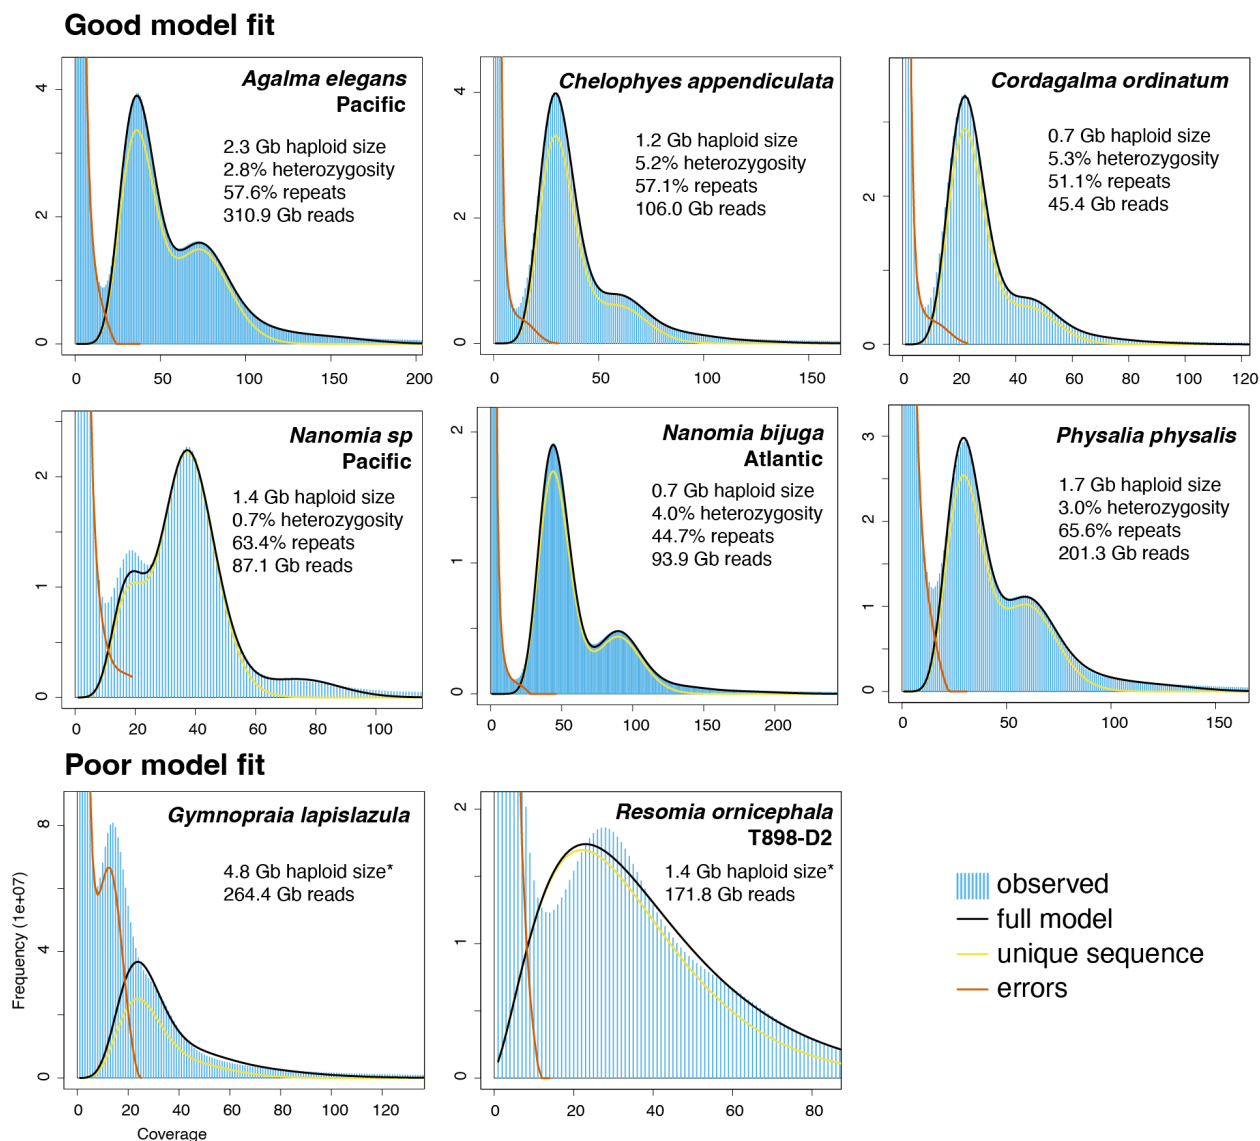 Good model fit
Agalma elegans
Pacific
2.3 Gb haploid size
2.8% heterozygosity
57.6% repeats
310.9 Gb reads
4
2
0
0 50 100 150 200
Chelophyes appendiculata
1.2 Gb haploid size
5.2% heterozygosity
57.1% repeats
106.0 Gb reads
4
2
0
0 50 100 150
Cordagalma ordinatum
0.7 Gb haploid size
5.3% heterozygosity
51.1% repeats
45.4 Gb reads
2
0
0 20 40 60 80 100 120
Nanomia sp
Pacific
1.4 Gb haploid size
0.7% heterozygosity
63.4% repeats
87.1 Gb reads
2
1
0
0 20 40 60 80 100
Nanomia bijuga
Atlantic
0.7 Gb haploid size
4.0% heterozygosity
44.7% repeats
93.9 Gb reads
2
1
0
0 50 100 150 200
Physalia physalis
1.7 Gb haploid size
3.0% heterozygosity
65.6% repeats
201.3 Gb reads
3
2
1
0
0 50 100 150
Poor model fit
Gymnopraia lapislazula
4.8 Gb haploid size*
264.4 Gb reads
8
4
0
Frequency (1e+07)
0 20 40 60 80 100 120
Coverage
Resomia ornicephala
T898-D2
1.4 Gb haploid size*
171.8 Gb reads
2
1
0
0 20 40 60 80
observed
full model
unique sequence
errors